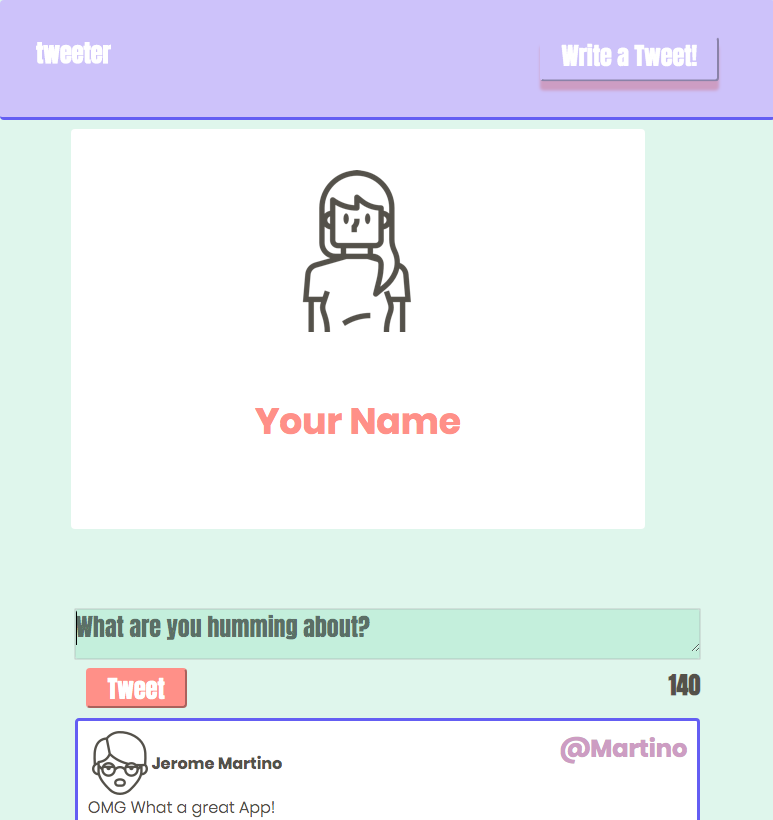 tweeter
Write a Tweet!
Your Name
What are you humming about?
Tweet
140
Jerome Martino
@Martino
OMG What a great App!